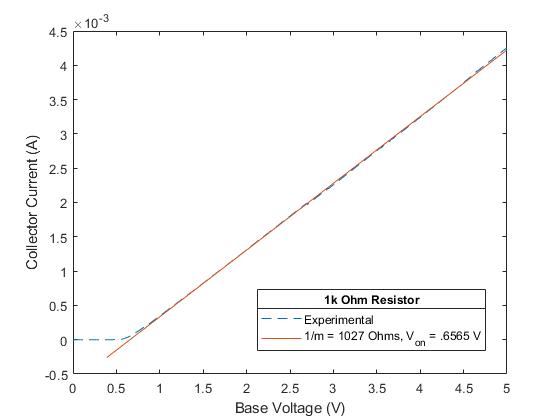 ×10-3
4.5
4
3.5
3
2.5
2
1.5
1
0.5
0
-0.5
Collector Current (A)
1k Ohm Resistor
Experimental
1/m = 1027 Ohms, Von = .6565 V
0 0.5 1 1.5 2 2.5 3 3.5 4 4.5 5
Base Voltage (V)